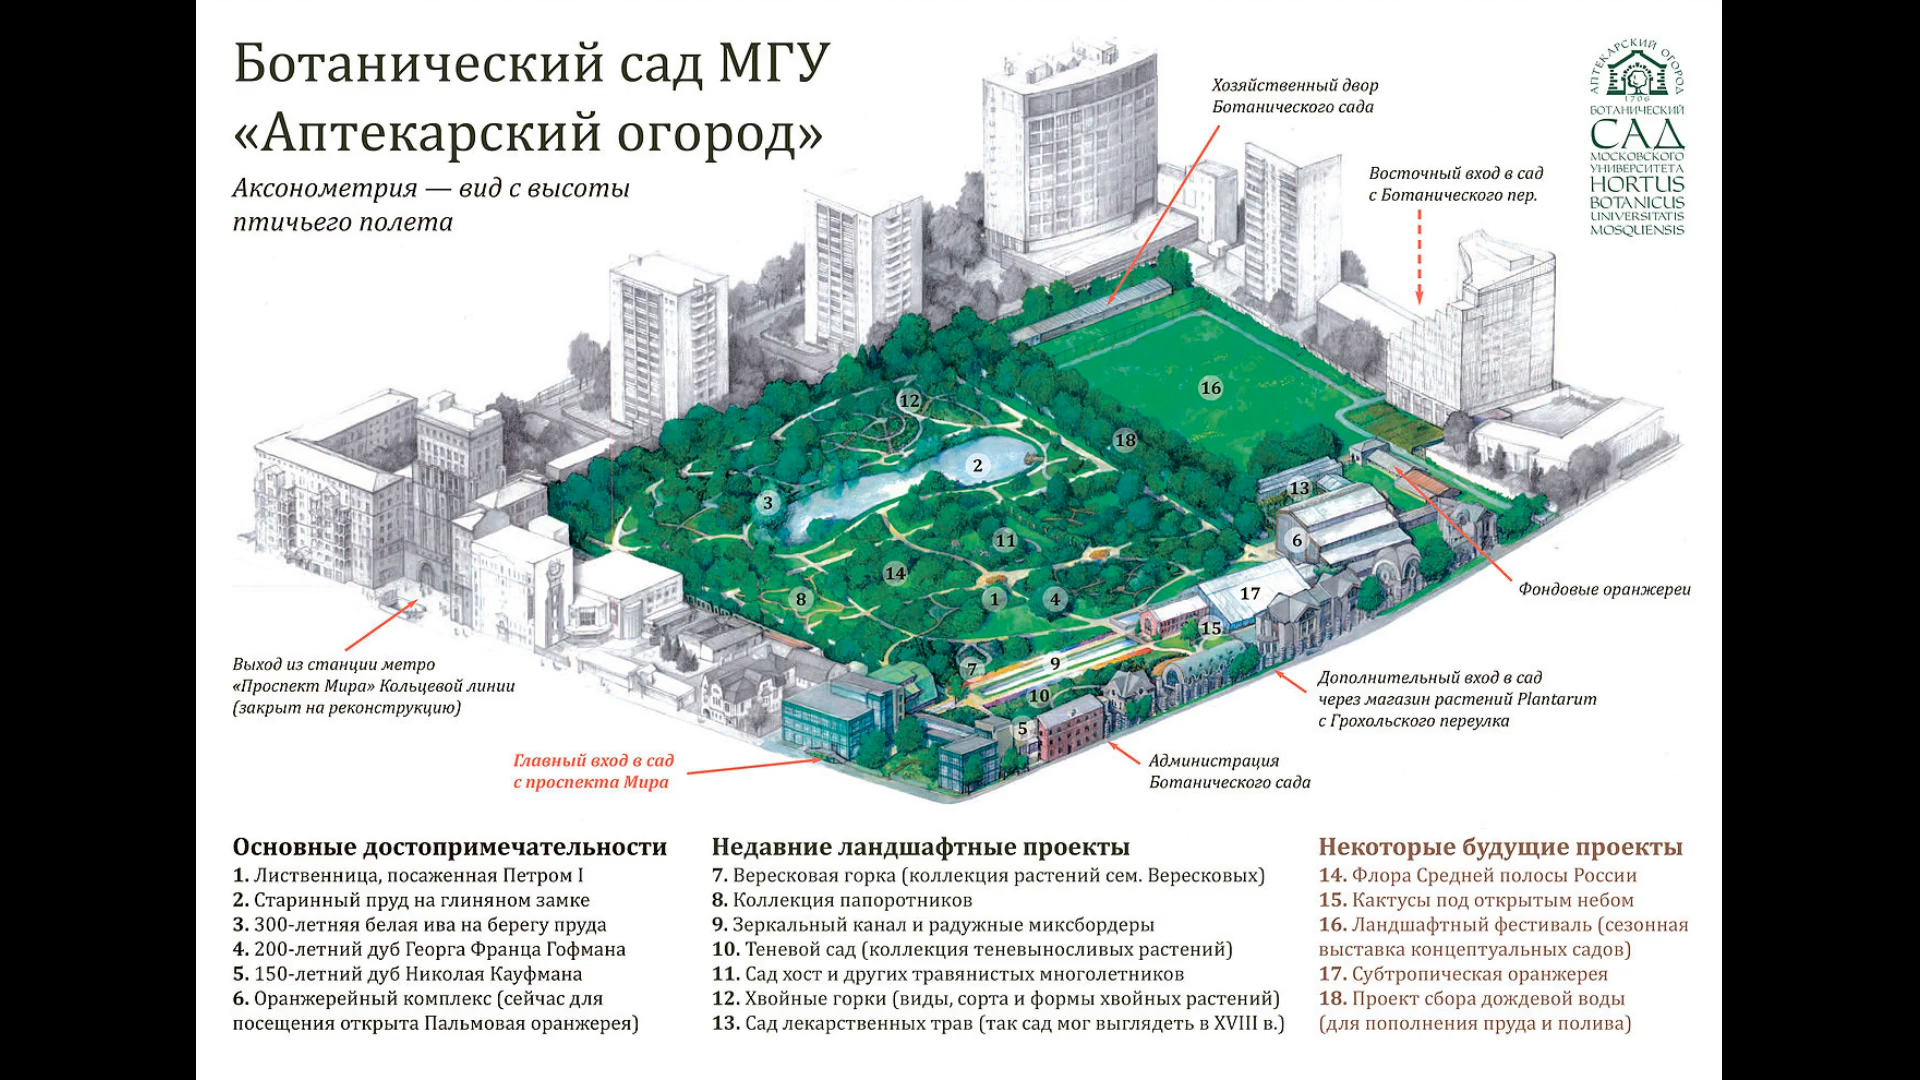 Ботанический сад МГУ
«Аптекарский огород»
Аксонометрия — вид с высоты
птичьего полета
АПТЕКАРСКИЙ ОГОРОД
1706
БОТАНИЧЕСКИЙ
САД
МОСКОВСКОГО
УНИВЕРСИТЕТА
HORTUS
BOTANICUS
UNIVERSITATIS
MOSQUENSIS
Хозяйственный двор
Ботанического сада
Восточный вход в сад
с Ботанического пер.
16
12
18
2
13
3
11
6
14
8
1
4
17
15
9
7
10
5
Фондовые оранжереи
Выход из станции метро
«Проспект Мира» Кольцевой линии
(закрыт на реконструкцию)
Дополнительный вход в сад
через магазин растений Plantarum
с Грохольского переулка
Главный вход в сад
с проспекта Мира
Администрация
Ботанического сада
Основные достопримечательности
1. Лиственница, посаженная Петром I
2. Старинный пруд на глиняном замке
3. 300-летняя белая ива на берегу пруда
4. 200-летний дуб Георга Франца Гофмана
5. 150-летний дуб Николая Кауфмана
6. Оранжерейный комплекс (сейчас для
посещения открыта Пальмовая оранжерея)
Недавние ландшафтные проекты
7. Вересковая горка (коллекция растений сем. Вересковых)
8. Коллекция папоротников
9. Зеркальный канал и радужные миксбордеры
10. Теневой сад (коллекция теневыносливых растений)
11. Сад хост и других травянистых многолетников
12. Хвойные горки (виды, сорта и формы хвойных растений)
13. Сад лекарственных трав (так сад мог выглядеть в XVIII в.)
Некоторые будущие проекты
14. Флора Средней полосы России
15. Кактусы под открытым небом
16. Ландшафтный фестиваль (сезонная
выставка концептуальных садов)
17. Субтропическая оранжерея
18. Проект сбора дождевой воды
(для пополнения пруда и полива)